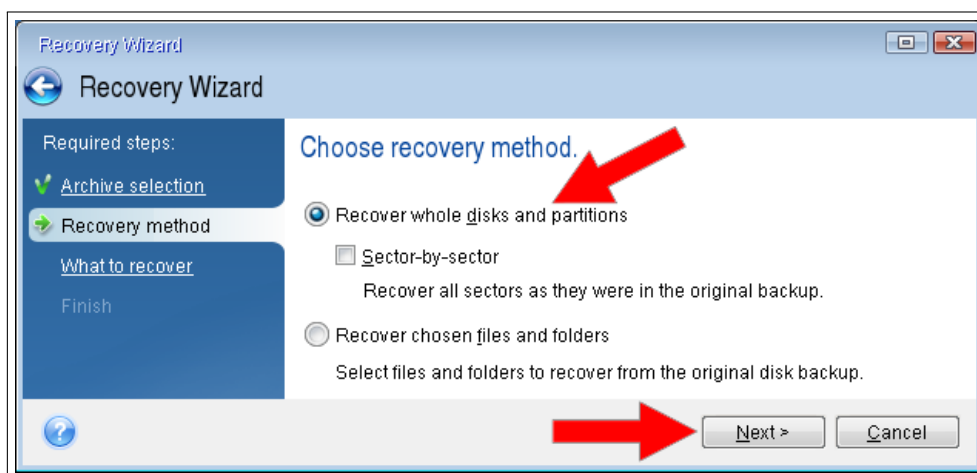 Recovery Wizard
Recovery Wizard
Required steps:
Archive selection
Recovery method
What to recover
Finish
Choose recovery method.
Recover whole disks and partitions
Sector-by-sector
Recover all sectors as they were in the original backup.
Recover chosen files and folders
Select files and folders to recover from the original disk backup.
?
Next >
Cancel